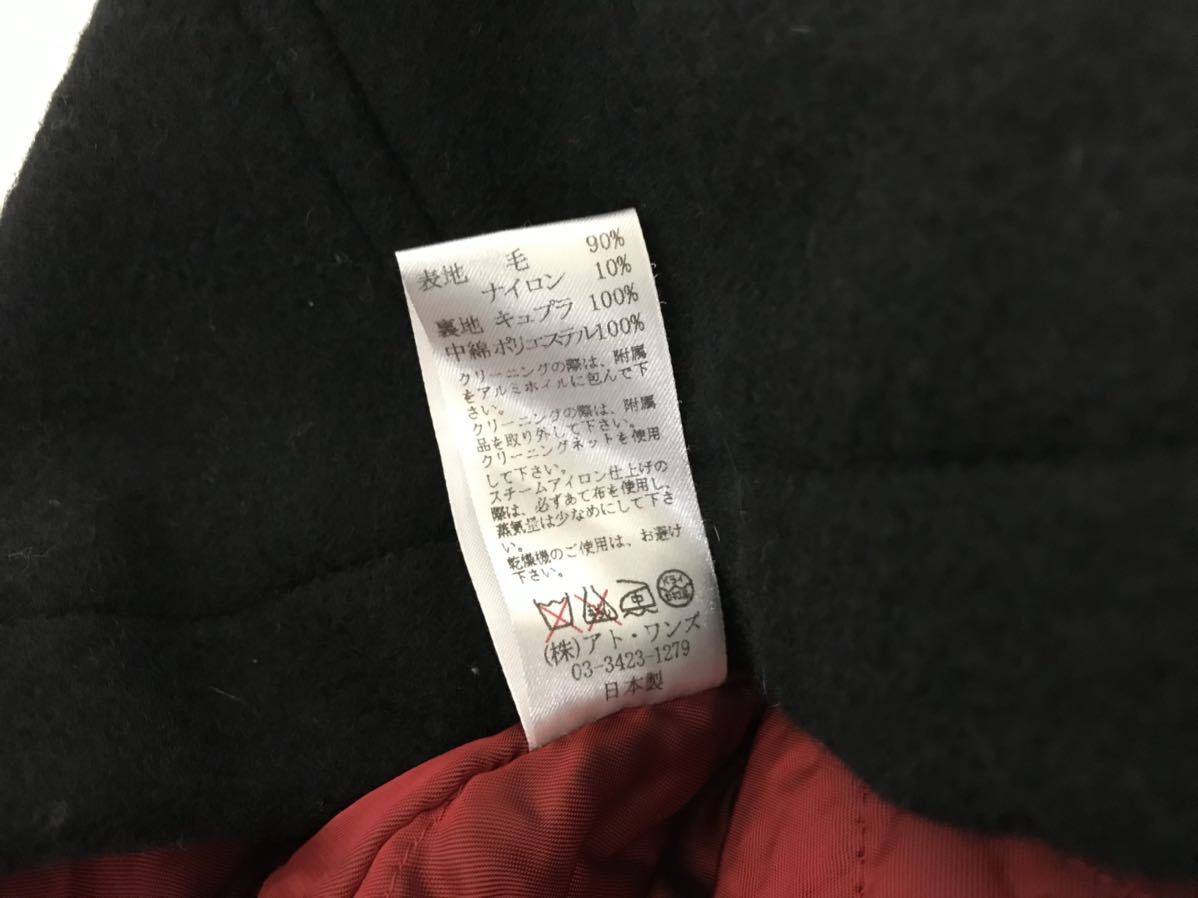 表地 毛 90%
ナイロン 10%
裏地 キュプラ 100%
中綿 ポリエステル 100%
クリーニングの際は、附属
をアルミホイルに包んで下
さい。
クリーニングの際は、附属
品を取り外して下さい。
クリーニングネットを使用
して下さい。
スチームアイロン仕上げの
際は、必ずあて布を使用し、
蒸気量は少なめにして下さ
い。
乾燥機のご使用は、お避け
下さい。
中 ドライ
(株)アト・ワンズ
03-3423-1279
日本製